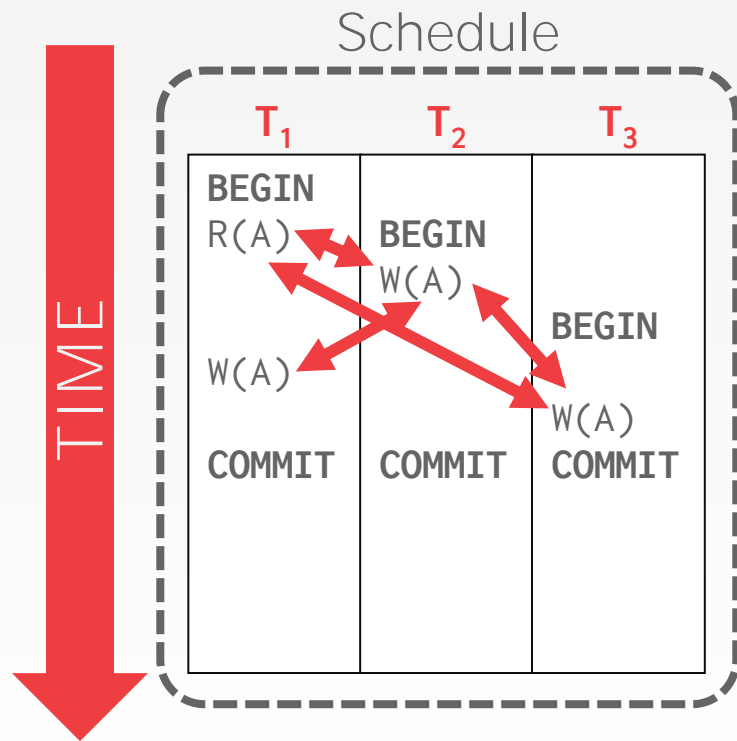 Schedule
TIME
T1 T2 T3
BEGIN
R(A) BEGIN
W(A)
BEGIN
W(A)
W(A)
COMMIT COMMIT COMMIT